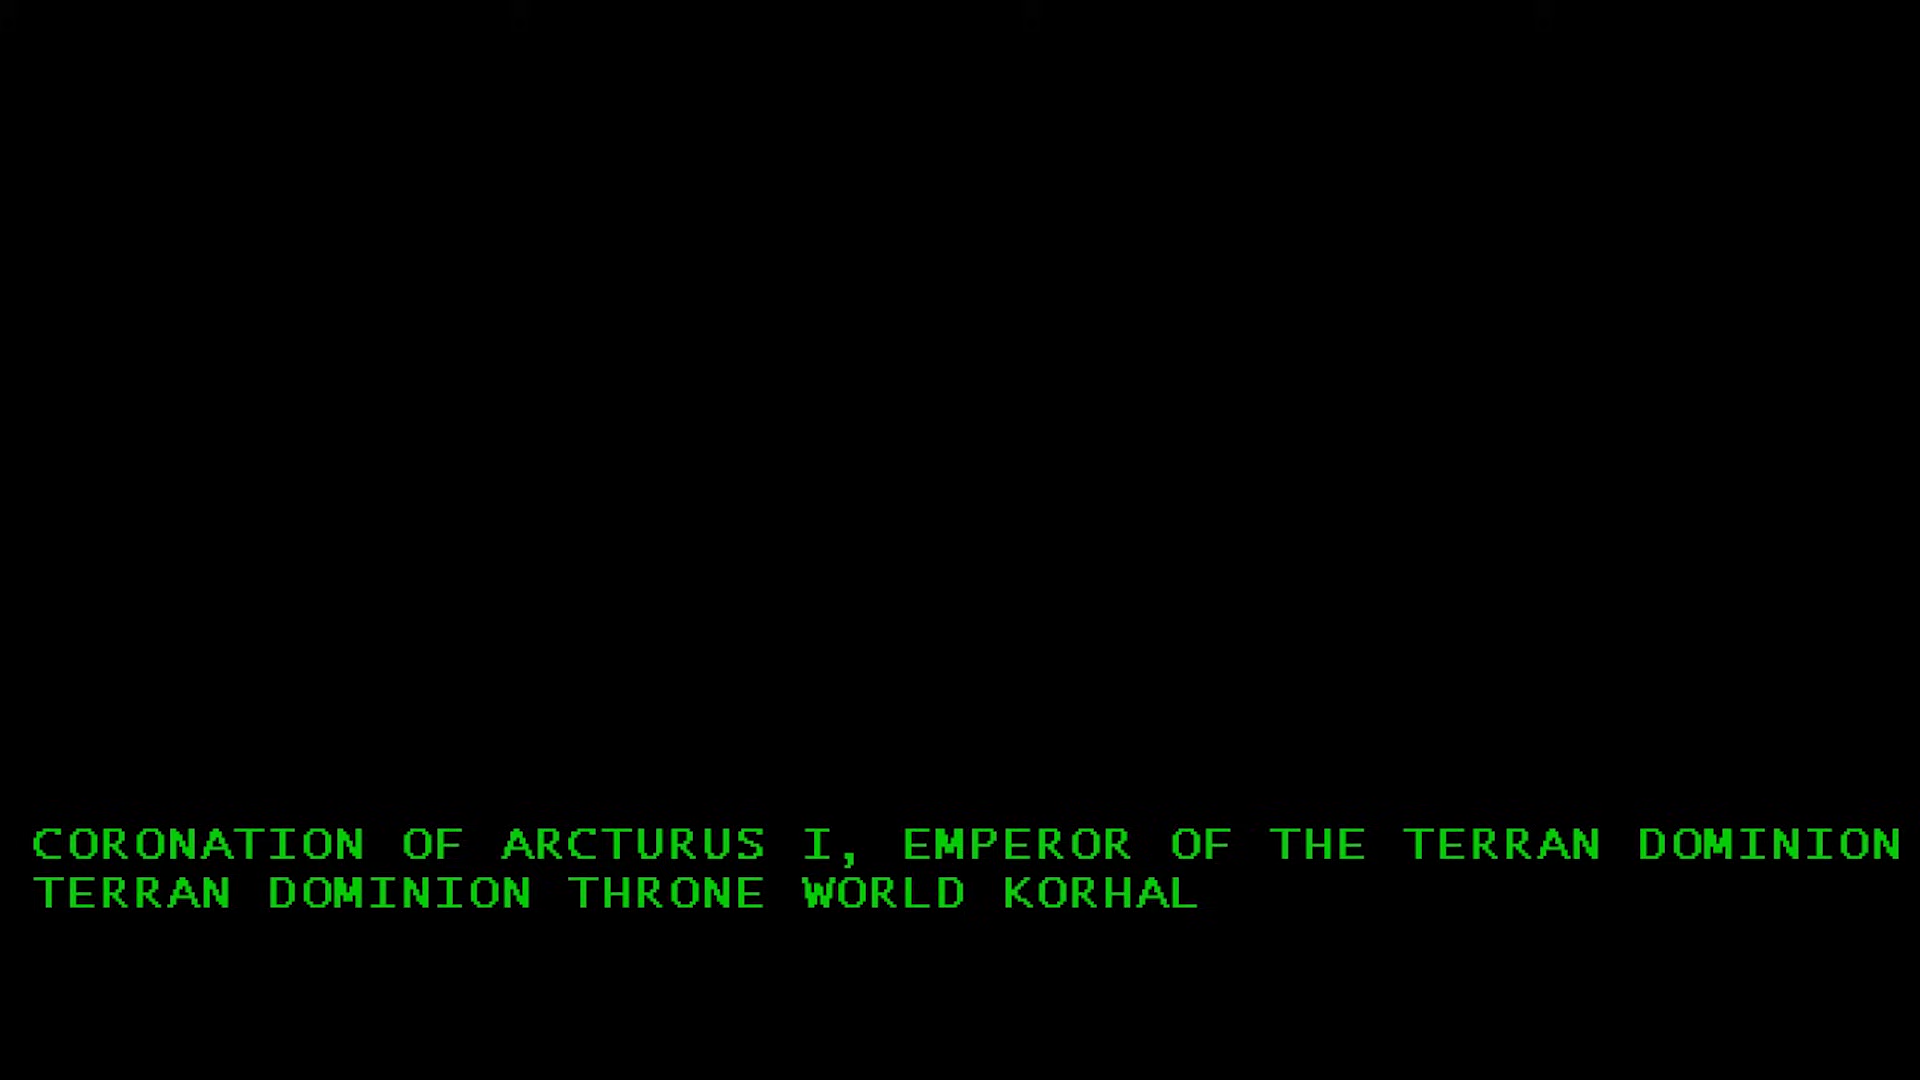 CORONATION OF ARCTURUS I, EMPEROR OF THE TERRAN DOMINION
TERRAN DOMINION THRONE WORLD KORHAL